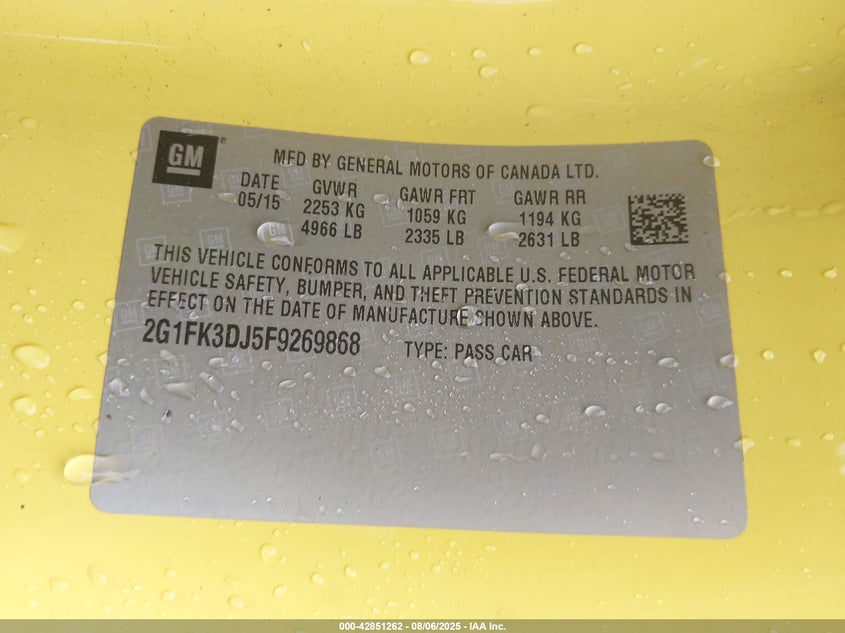 GM
MFD BY GENERAL MOTORS OF CANADA LTD.
DATE GVWR GAWR FRT GAWR RR
05/15 2253 KG 1059 KG 1194 KG
4966 LB 2335 LB 2631 LB
THIS VEHICLE CONFORMS TO ALL APPLICABLE U.S. FEDERAL MOTOR
VEHICLE SAFETY, BUMPER, AND THEFT PREVENTION STANDARDS IN
EFFECT ON THE DATE OF MANUFACTURE SHOWN ABOVE.
2G1FK3DJ5F9269868 TYPE: PASS CAR
000-42851262 - 08/06/2025 - IAA Inc.